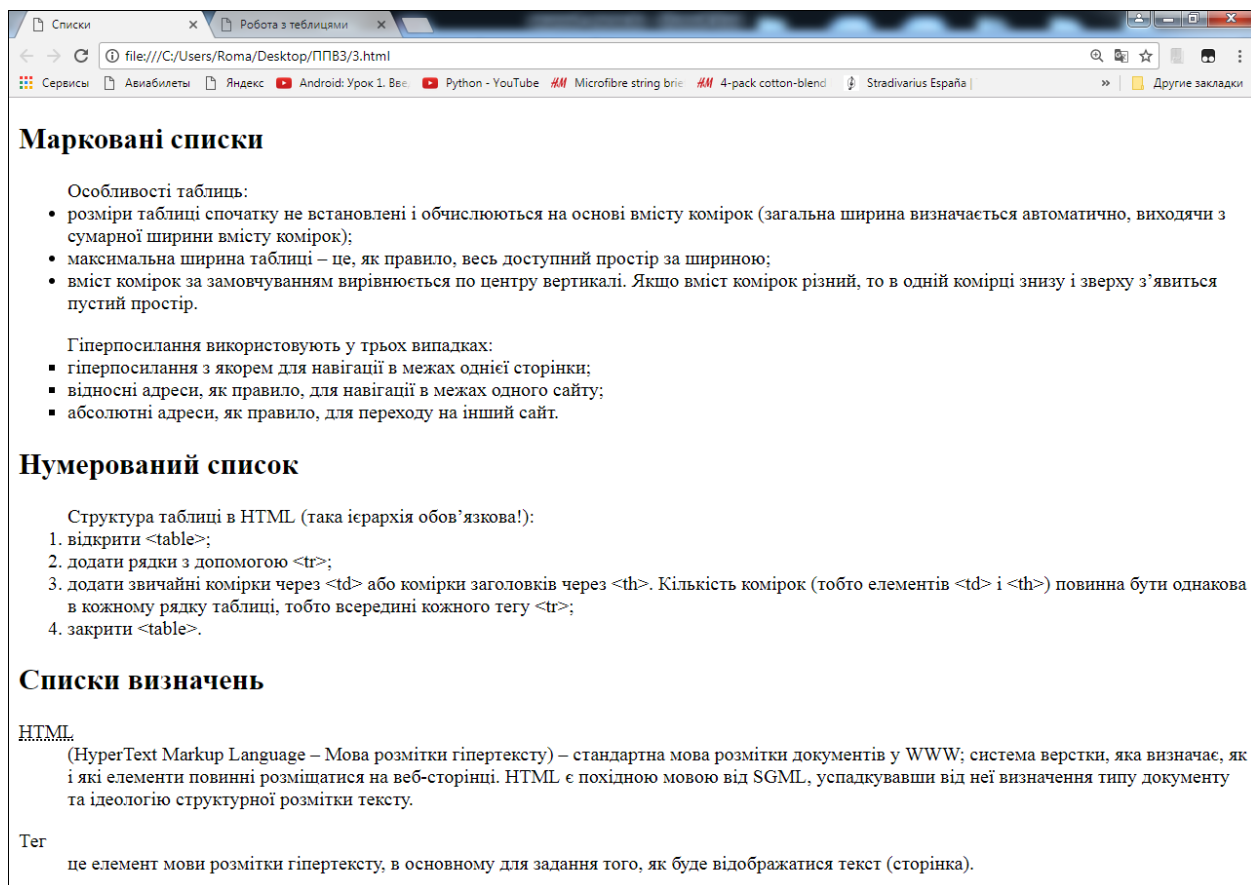 Списки
Робота з теблицями
file:///C:/Users/Roma/Desktop/ППВЗ/3.html
Сервисы Авиабилеты Яндекс Android: Урок 1. Вве Python - YouTube H&M Microfibre string brie H&M 4-pack cotton-blend Stradivarius España | » Другие закладки
Марковані списки
Особливості таблиць:
• розміри таблиці спочатку не встановлені і обчислюються на основі вмісту комірок (загальна ширина визначається автоматично, виходячи з
сумарної ширини вмісту комірок);
• максимальна ширина таблиці – це, як правило, весь доступний простір за шириною;
• вміст комірок за замовчуванням вирівнюється по центру вертикалі. Якщо вміст комірок різний, то в одній комірці знизу і зверху з’явиться
пустий простір.
Гіперпосилання використовують у трьох випадках:
▪ гіперпосилання з якорем для навігації в межах однієї сторінки;
▪ відносні адреси, як правило, для навігації в межах одного сайту;
▪ абсолютні адреси, як правило, для переходу на інший сайт.
Нумерований список
Структура таблиці в HTML (така ієрархія обов’язкова!):
1. відкрити <table>;
2. додати рядки з допомогою <tr>;
3. додати звичайні комірки через <td> або комірки заголовків через <th>. Кількість комірок (тобто елементів <td> і <th>) повинна бути однакова
в кожному рядку таблиці, тобто всередині кожного тегу <tr>;
4. закрити <table>.
Списки визначень
HTML
(HyperText Markup Language – Мова розмітки гіпертексту) – стандартна мова розмітки документів у WWW; система верстки, яка визначає, як
і які елементи повинні розміщатися на веб-сторінці. HTML є похідною мовою від SGML, успадкувавши від неї визначення типу документу
та ідеологію структурної розмітки тексту.
Тег
це елемент мови розмітки гіпертексту, в основному для задання того, як буде відображатися текст (сторінка).